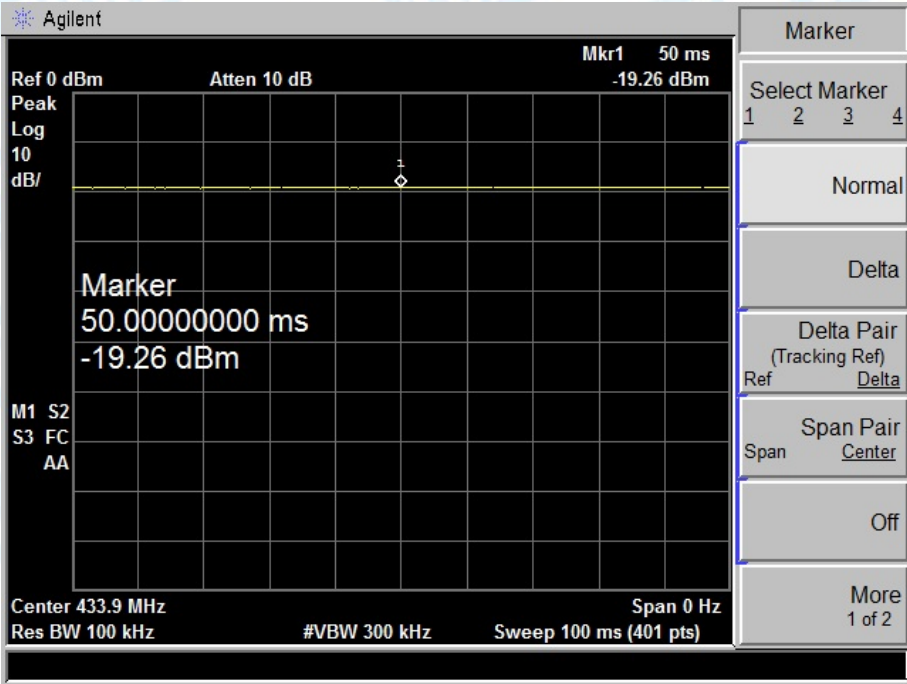 Agilent
Mkr1 50 ms
Ref 0 dBm Atten 10 dB -19.26 dBm
Peak
Log
10
dB/
1
Marker
50.00000000 ms
-19.26 dBm
M1 S2
S3 FC
AA
Center 433.9 MHz Span 0 Hz
Res BW 100 kHz #VBW 300 kHz Sweep 100 ms (401 pts)
Marker
Select Marker
1 2 3 4
Normal
Delta
Delta Pair
(Tracking Ref)
Ref Delta
Span Pair
Span Center
Off
More
1 of 2